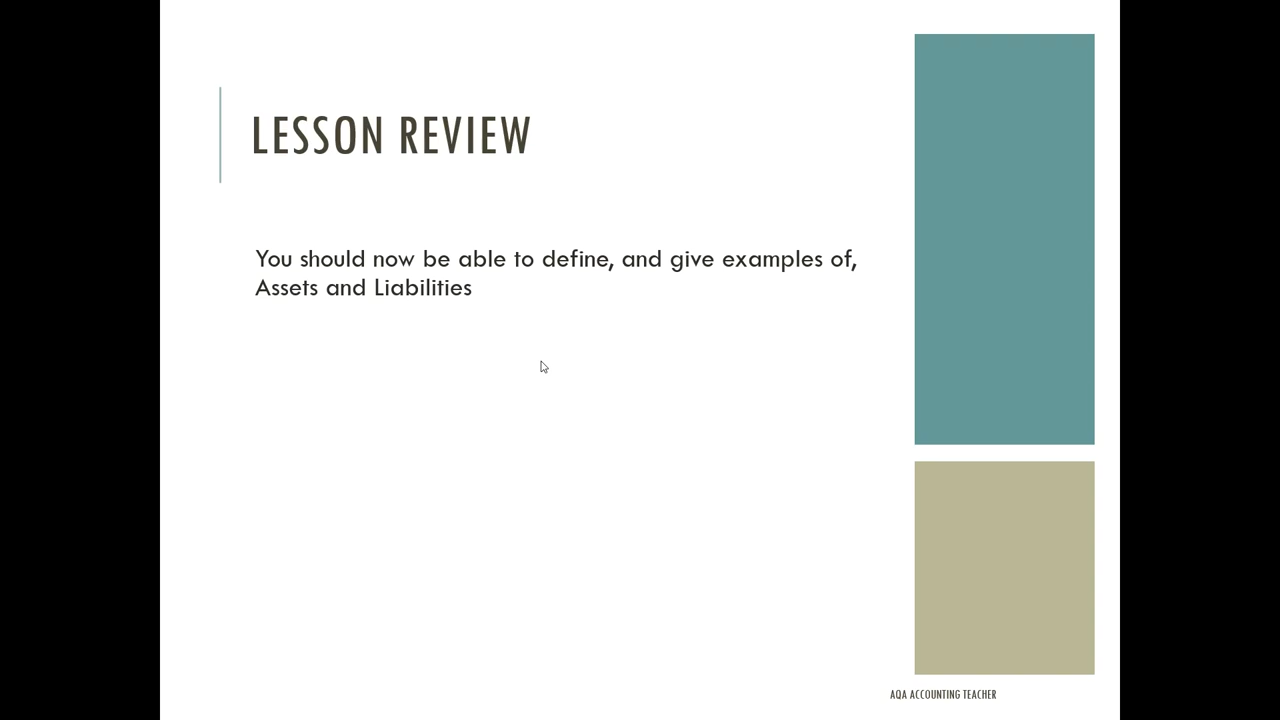 LESSON REVIEW
You should now be able to define, and give examples of,
Assets and Liabilities
AQA ACCOUNTING TEACHER